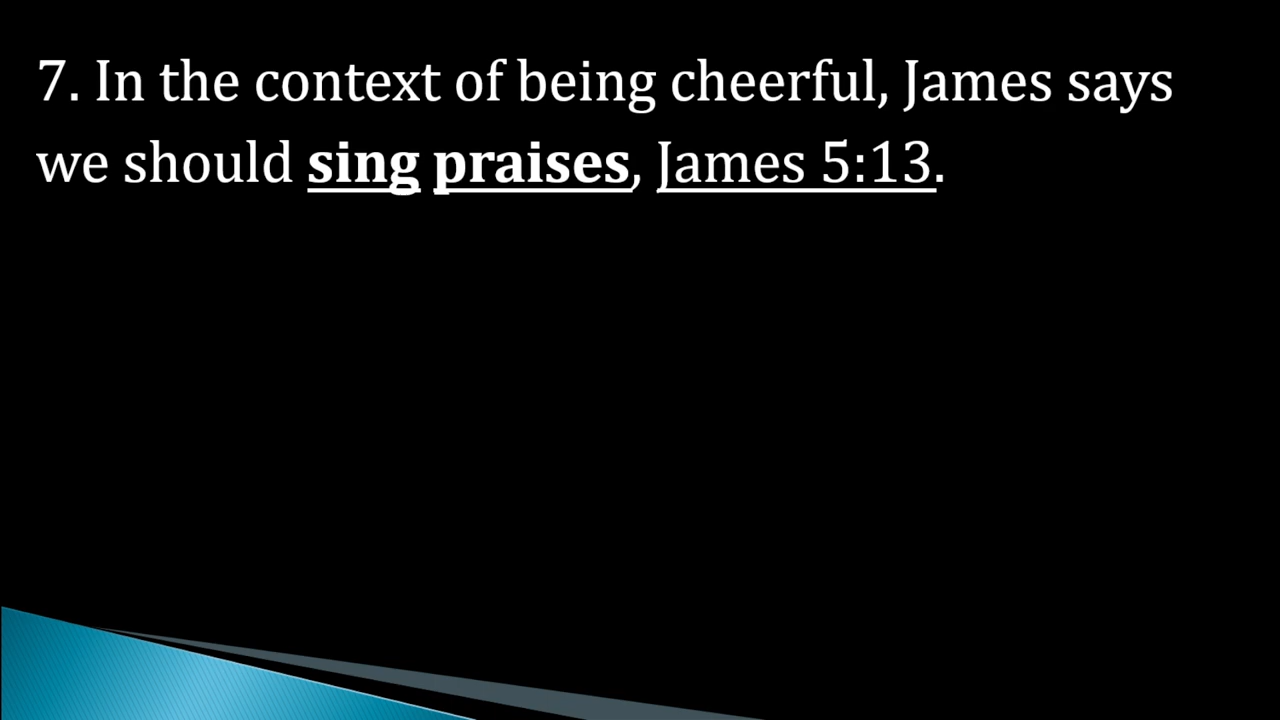 7. In the context of being cheerful, James says
we should sing praises, James 5:13.